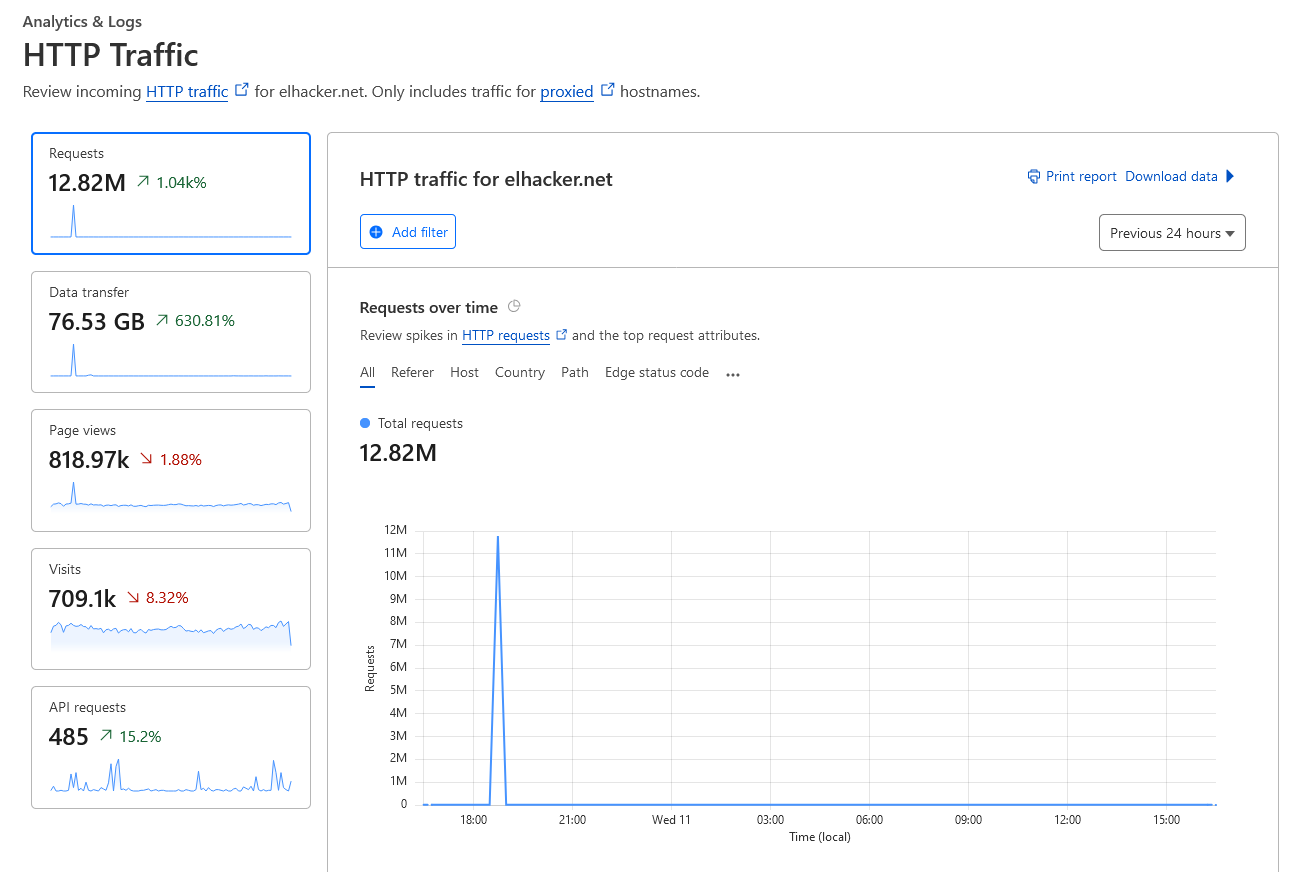 Analytics & Logs
HTTP Traffic
Review incoming HTTP traffic for elhacker.net. Only includes traffic for proxied hostnames.
Requests
12.82M 1.04k%
Data transfer
76.53 GB 630.81%
Page views
818.97k 1.88%
Visits
709.1k 8.32%
API requests
485 15.2%
HTTP traffic for elhacker.net
Print report Download data
Add filter
Previous 24 hours
Requests over time
Review spikes in HTTP requests and the top request attributes.
All Referer Host Country Path Edge status code ...
Total requests
12.82M
12M
11M
10M
9M
8M
7M
6M
5M
4M
3M
2M
1M
0
Requests
18:00 21:00 Wed 11 03:00 06:00 09:00 12:00 15:00
Time (local)